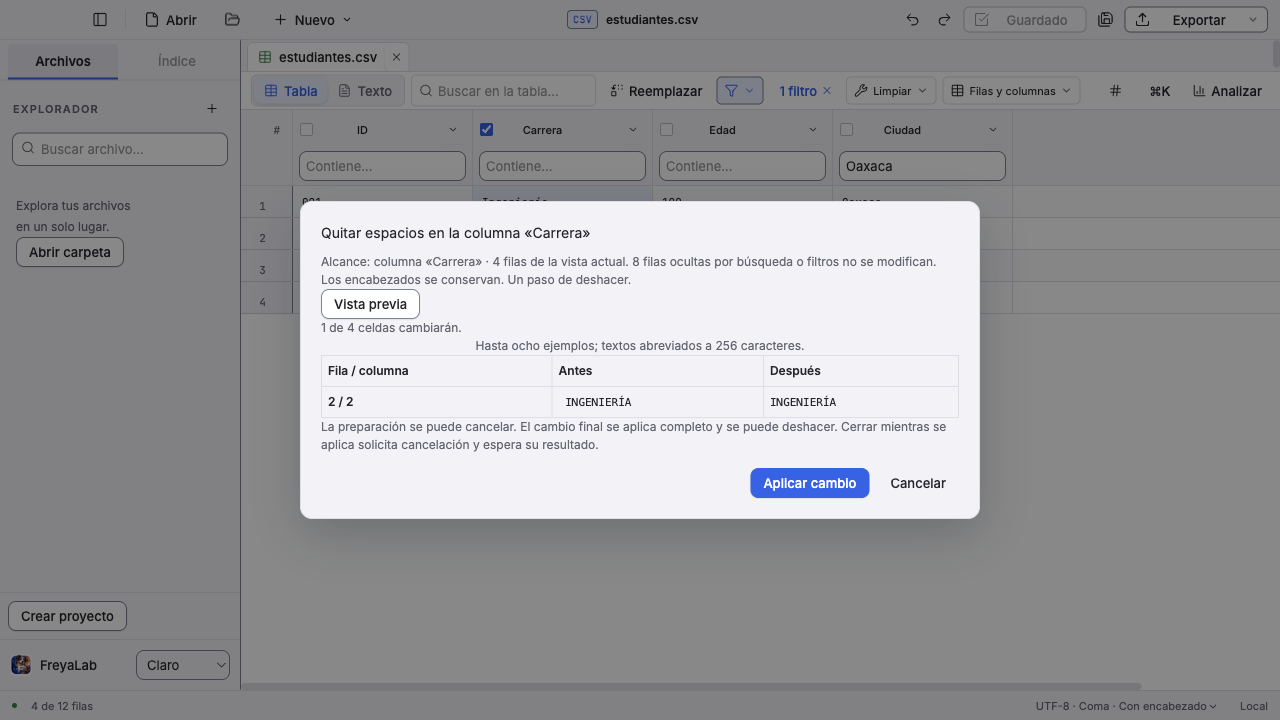 Abrir
Nuevo
CSV estudiantes.csv
Guardado
Exportar
Archivos
Índice
estudiantes.csv
EXPLORADOR
Buscar archivo...
Explora tus archivos
en un solo lugar.
Abrir carpeta
Tabla
Texto
Buscar en la tabla...
Reemplazar
1 filtro
Limpiar
Filas y columnas
#
⌘K
Analizar
# ID Carrera Edad Ciudad
Contiene... Contiene... Contiene... Oaxaca
1
2
3
4
Quitar espacios en la columna «Carrera»
Alcance: columna «Carrera» · 4 filas de la vista actual. 8 filas ocultas por búsqueda o filtros no se modifican.
Los encabezados se conservan. Un paso de deshacer.
Vista previa
1 de 4 celdas cambiarán.
Hasta ocho ejemplos; textos abreviados a 256 caracteres.
Fila / columna Antes Después
2 / 2 INGENIERÍA INGENIERÍA
La preparación se puede cancelar. El cambio final se aplica completo y se puede deshacer. Cerrar mientras se
aplica solicita cancelación y espera su resultado.
Aplicar cambio
Cancelar
Crear proyecto
FreyaLab
Claro
4 de 12 filas
UTF-8 · Coma · Con encabezado
Local